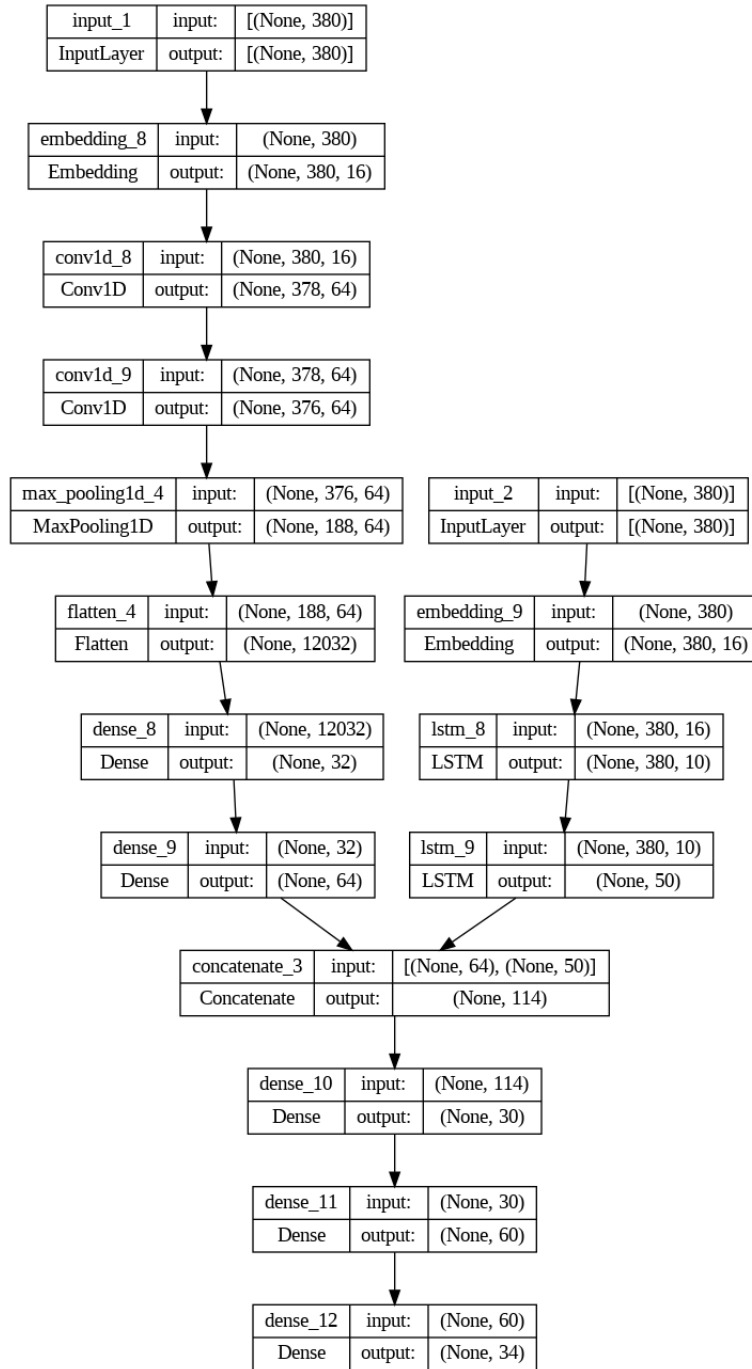 input_1 input: [(None, 380)]
InputLayer output: [(None, 380)]
embedding_8 input: (None, 380)
Embedding output: (None, 380, 16)
conv1d_8 input: (None, 380, 16)
Conv1D output: (None, 378, 64)
conv1d_9 input: (None, 378, 64)
Conv1D output: (None, 376, 64)
max_pooling1d_4 input: (None, 376, 64)
MaxPooling1D output: (None, 188, 64)
input_2 input: [(None, 380)]
InputLayer output: [(None, 380)]
flatten_4 input: (None, 188, 64)
Flatten output: (None, 12032)
embedding_9 input: (None, 380)
Embedding output: (None, 380, 16)
dense_8 input: (None, 12032)
Dense output: (None, 32)
lstm_8 input: (None, 380, 16)
LSTM output: (None, 380, 10)
dense_9 input: (None, 32)
Dense output: (None, 64)
lstm_9 input: (None, 380, 10)
LSTM output: (None, 50)
concatenate_3 input: [(None, 64), (None, 50)]
Concatenate output: (None, 114)
dense_10 input: (None, 114)
Dense output: (None, 30)
dense_11 input: (None, 30)
Dense output: (None, 60)
dense_12 input: (None, 60)
Dense output: (None, 34)